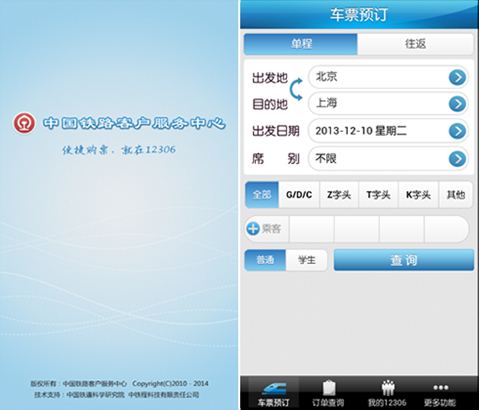 中国铁路客户服务中心
便捷购票，就在12306
版权所有：中国铁路客户服务中心 Copyright(C)2010 - 2014
技术支持：中国铁道科学研究院 中铁程科技有限责任公司
车票预订
单程 往返
出发地 北京
目的地 上海
出发日期 2013-12-10 星期二
席 别 不限
全部 G/D/C Z字头 T字头 K字头 其他
乘客
普通 学生 查询
车票预订 订单查询 我的12306 更多功能